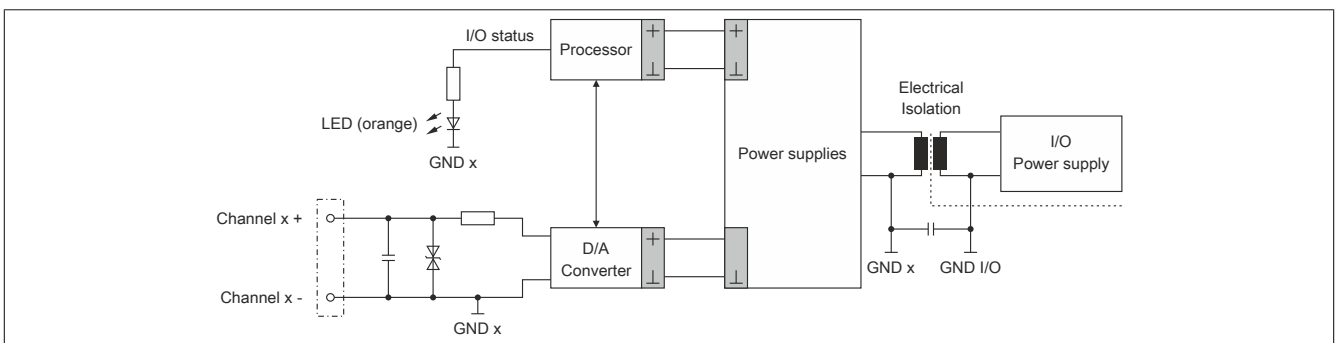 I/O status
Processor
+
+
⊥
⊥
Electrical
Isolation
LED (orange)
GND x
Power supplies
I/O
Power supply
Channel x +
D/A
Converter
+
⊥
⊥
GND x
GND I/O
Channel x -
GND x